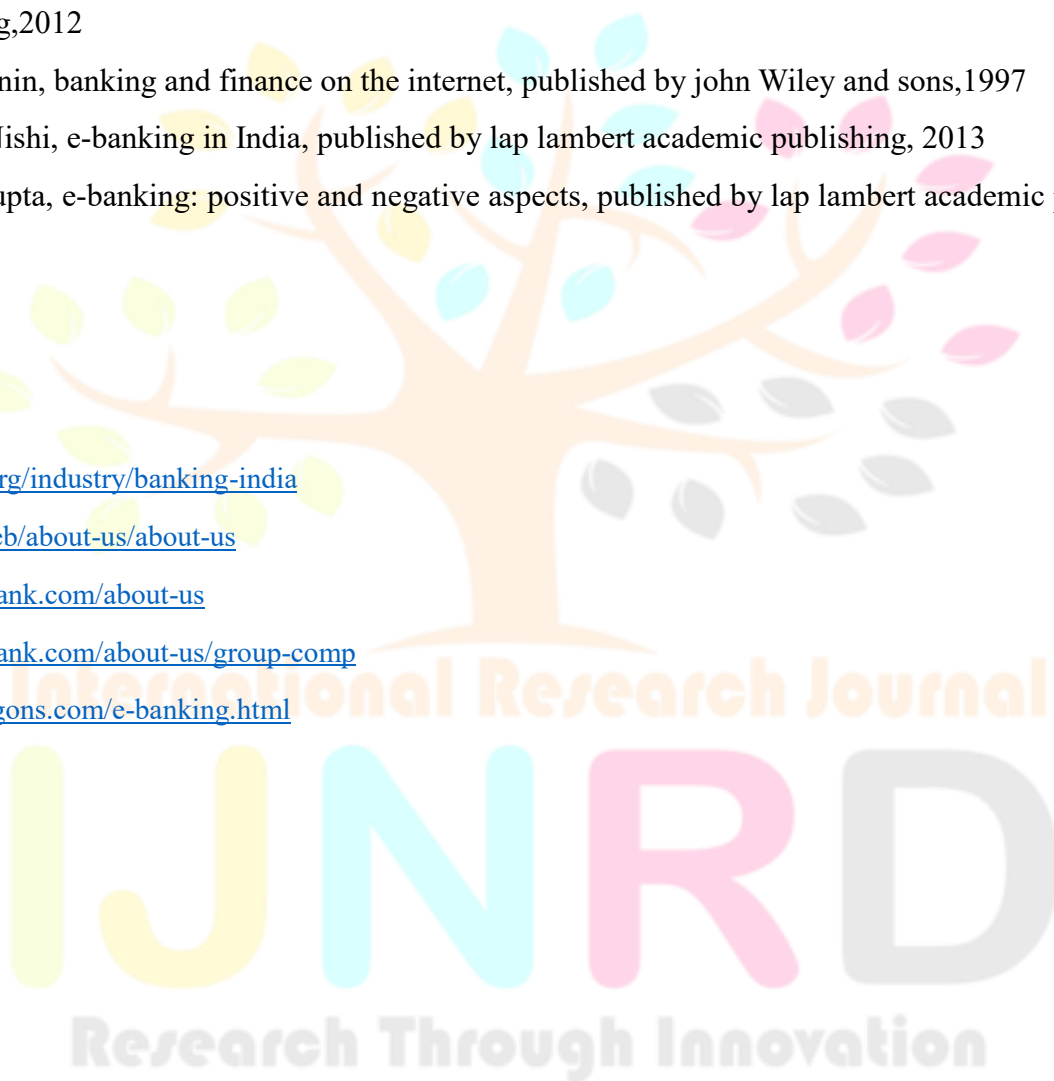 g,2012
nin, banking and finance on the internet, published by john Wiley and sons,1997
ishi, e-banking in India, published by lap lambert academic publishing, 2013
upta, e-banking: positive and negative aspects, published by lap lambert academic
rg/industry/banking-india
eb/about-us/about-us
ank.com/about-us
ank.com/about-us/group-comp
gons.com/e-banking.html
International Research Journal
IJNRD
Research Through Innovation